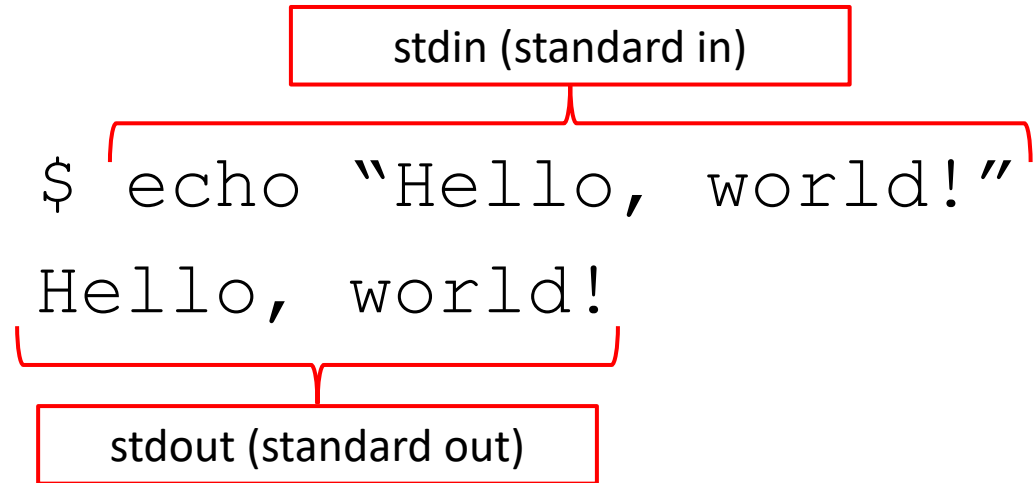 stdin (standard in)
$ echo “Hello, world!”
Hello, world!
stdout (standard out)